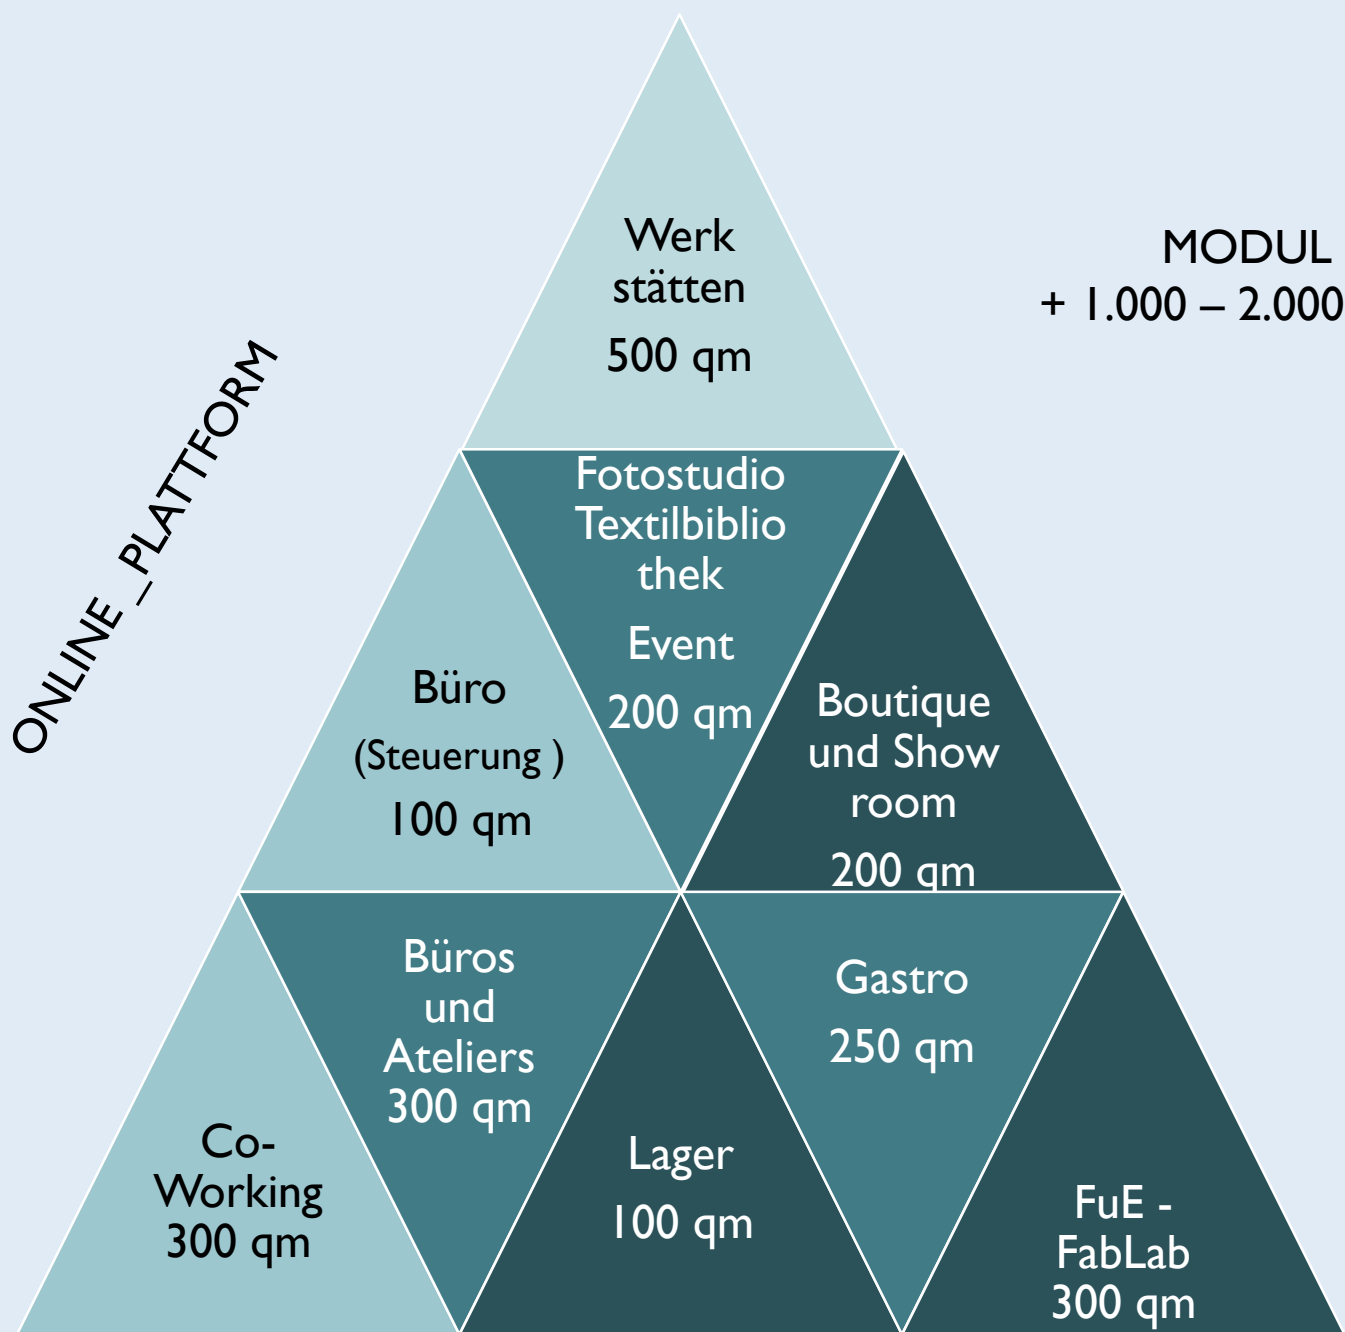 Werk
stätten
500 qm
MODUL
+ 1.000 – 2.000
ONLINE _PLATTFORM
Fotostudio
Textilbiblio
thek
Event
200 qm
Büro
(Steuerung )
100 qm
Boutique
und Show
room
200 qm
Büros
und
Ateliers
300 qm
Gastro
250 qm
Co-
Working
300 qm
Lager
100 qm
FuE -
FabLab
300 qm